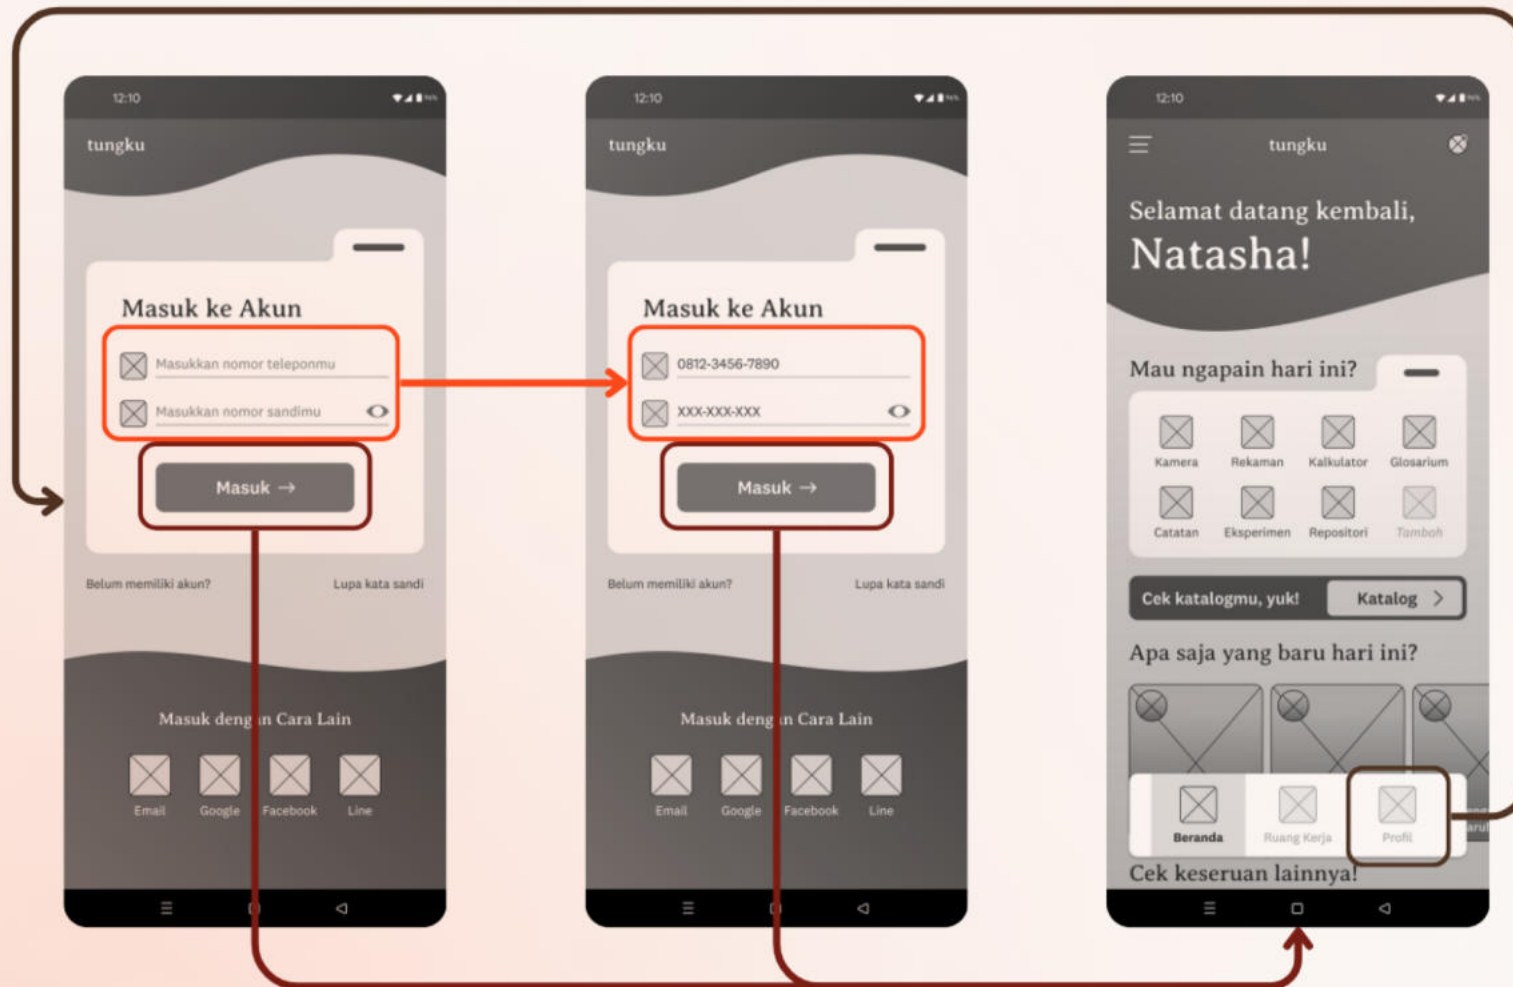 12:10
tungku
Masuk ke Akun
Masukkan nomor teleponmu
Masukkan nomor sandimu
Masuk →
Belum memiliki akun?
Lupa kata sandi
Masuk dengan Cara Lain
Email
Google
Facebook
Line
12:10
tungku
Masuk ke Akun
0812-3456-7890
XXX-XXX-XXX
Masuk →
Belum memiliki akun?
Lupa kata sandi
Masuk dengan Cara Lain
Email
Google
Facebook
Line
12:10
tungku
Selamat datang kembali,
Natasha!
Mau ngapain hari ini?
Kamera
Rekaman
Kalkulator
Glosarium
Catatan
Eksperimen
Repositori
Tambah
Cek katalogmu, yuk!
Katalog >
Apa saja yang baru hari ini?
Beranda
Ruang Kerja
Profil
Cek keseruan lainnya!